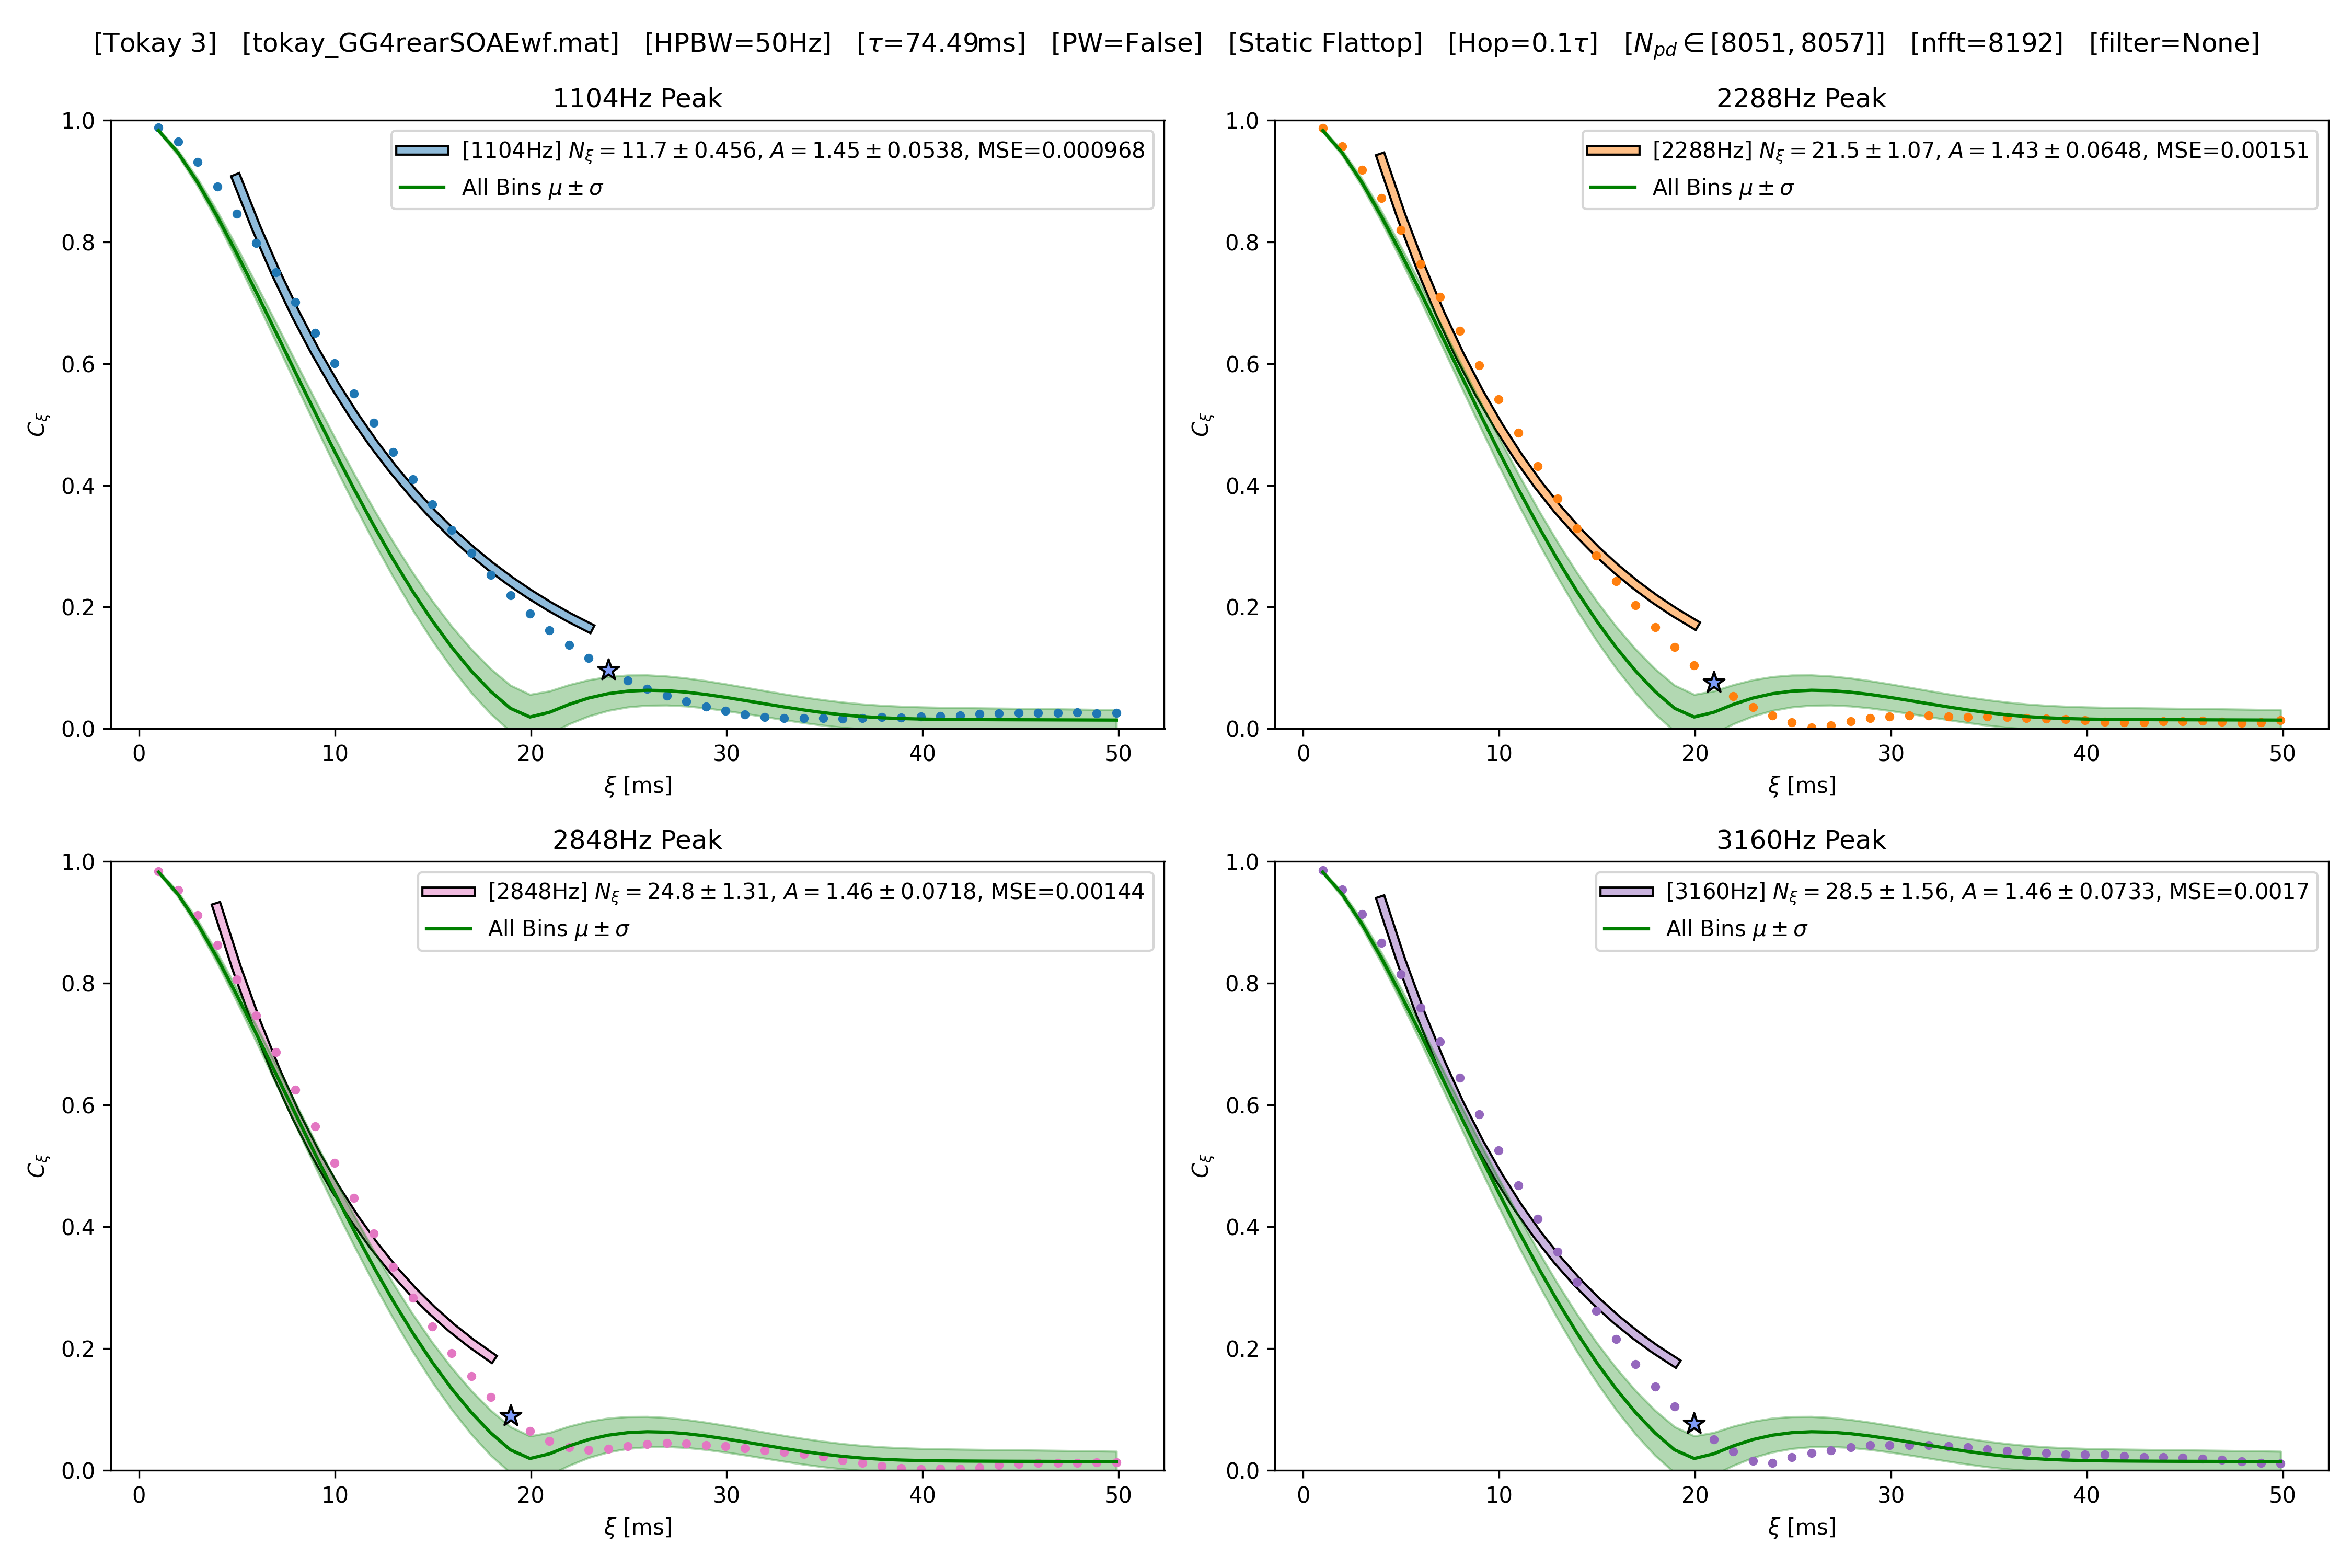 [Tokay 3] [tokay_GG4rearSOAEwf.mat] [HPBW=50Hz] [τ=74.49ms] [PW=False] [Static Flattop] [Hop=0.1τ] [N_pd ∈ [8051, 8057]] [nfft=8192] [filter=None]
1104Hz Peak
[1104Hz] N_ξ = 11.7 ± 0.456, A = 1.45 ± 0.0538, MSE=0.000968
All Bins μ ± σ
1.0
0.8
0.6
0.4
0.2
0.0
C_ξ
0 10 20 30 40 50
ξ [ms]
2288Hz Peak
[2288Hz] N_ξ = 21.5 ± 1.07, A = 1.43 ± 0.0648, MSE=0.00151
All Bins μ ± σ
1.0
0.8
0.6
0.4
0.2
0.0
C_ξ
0 10 20 30 40 50
ξ [ms]
2848Hz Peak
[2848Hz] N_ξ = 24.8 ± 1.31, A = 1.46 ± 0.0718, MSE=0.00144
All Bins μ ± σ
1.0
0.8
0.6
0.4
0.2
0.0
C_ξ
0 10 20 30 40 50
ξ [ms]
3160Hz Peak
[3160Hz] N_ξ = 28.5 ± 1.56, A = 1.46 ± 0.0733, MSE=0.0017
All Bins μ ± σ
1.0
0.8
0.6
0.4
0.2
0.0
C_ξ
0 10 20 30 40 50
ξ [ms]